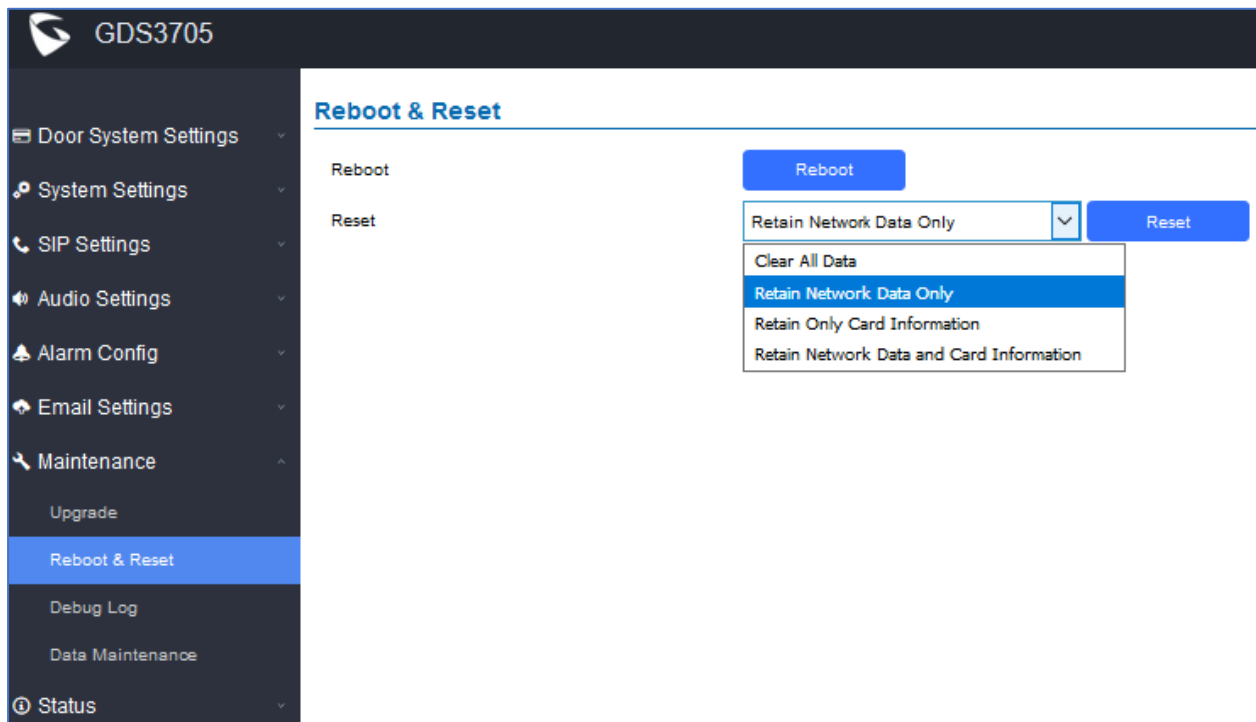 GDS3705
Door System Settings
System Settings
SIP Settings
Audio Settings
Alarm Config
Email Settings
Maintenance
Upgrade
Reboot & Reset
Debug Log
Data Maintenance
Status
Reboot & Reset
Reboot Reboot
Reset Retain Network Data Only Reset
Clear All Data
Retain Network Data Only
Retain Only Card Information
Retain Network Data and Card Information